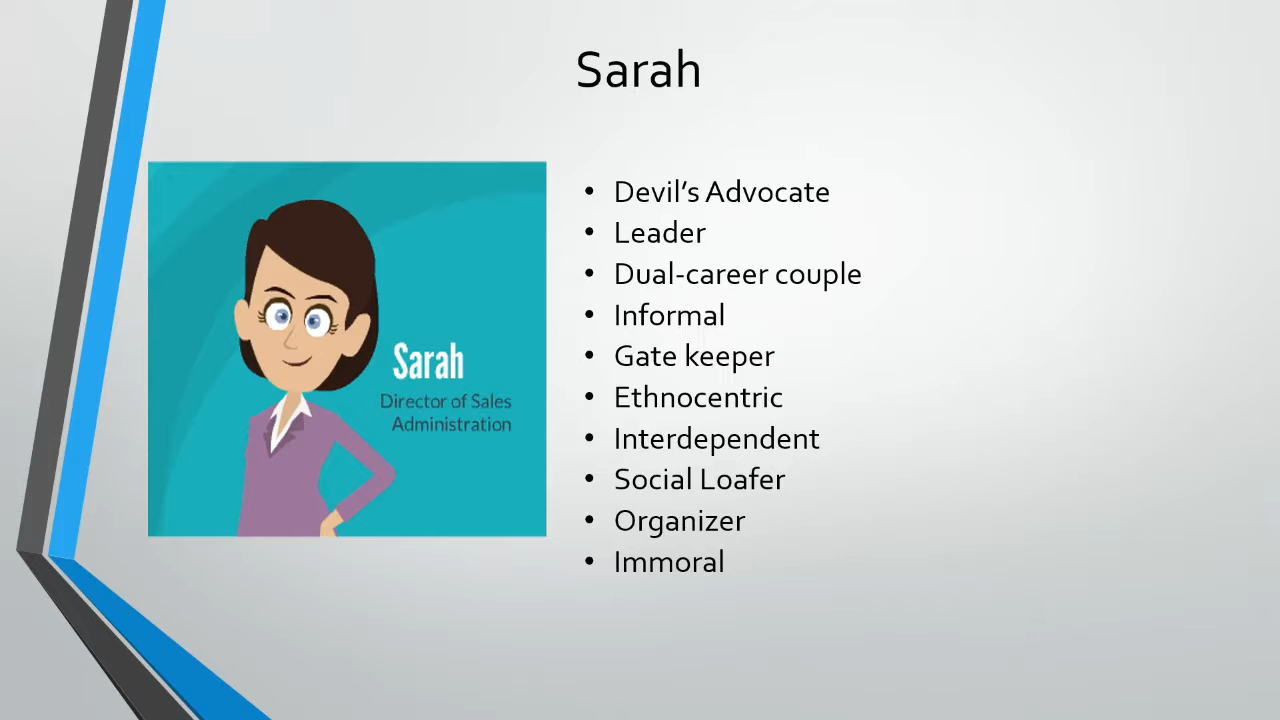 Sarah
Sarah
Director of Sales
Administration
• Devil's Advocate
• Leader
• Dual-career couple
• Informal
• Gate keeper
• Ethnocentric
• Interdependent
• Social Loafer
• Organizer
• Immoral